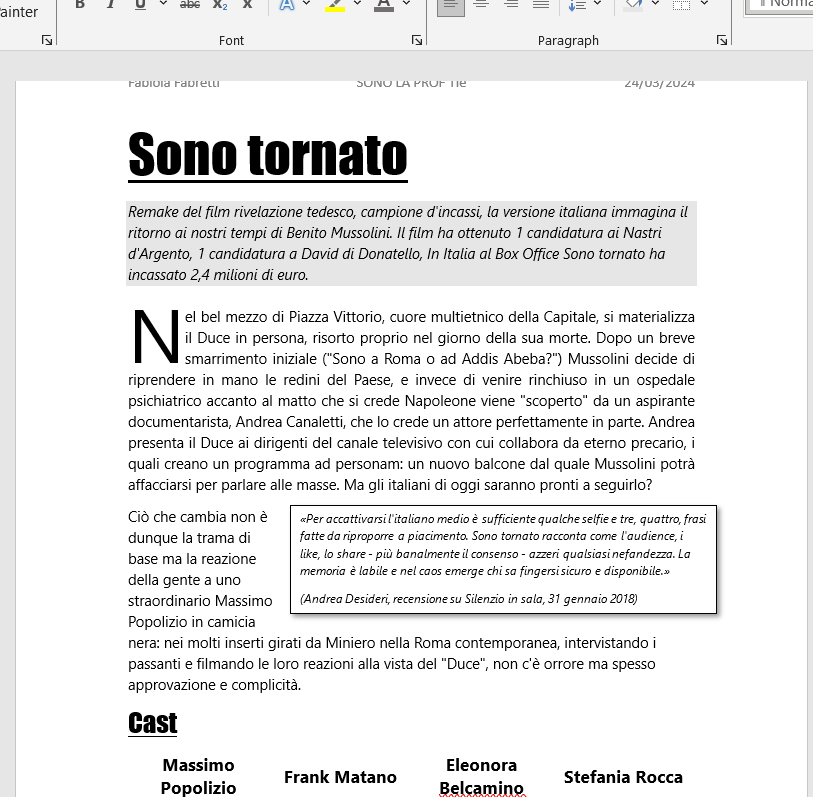 ainter
B I U abc X₂ x A A
Norma
Font
Paragraph
Fabiola Fabretti SONO LA PROF TIe 24/03/2024
Sono tornato
Remake del film rivelazione tedesco, campione d'incassi, la versione italiana immagina il
ritorno ai nostri tempi di Benito Mussolini. Il film ha ottenuto 1 candidatura ai Nastri
d'Argento, 1 candidatura a David di Donatello, In Italia al Box Office Sono tornato ha
incassato 2,4 milioni di euro.
Nel bel mezzo di Piazza Vittorio, cuore multietnico della Capitale, si materializza
il Duce in persona, risorto proprio nel giorno della sua morte. Dopo un breve
smarrimento iniziale ("Sono a Roma o ad Addis Abeba?") Mussolini decide di
riprendere in mano le redini del Paese, e invece di venire rinchiuso in un ospedale
psichiatrico accanto al matto che si crede Napoleone viene "scoperto" da un aspirante
documentarista, Andrea Canaletti, che lo crede un attore perfettamente in parte. Andrea
presenta il Duce ai dirigenti del canale televisivo con cui collabora da eterno precario, i
quali creano un programma ad personam: un nuovo balcone dal quale Mussolini potrà
affacciarsi per parlare alle masse. Ma gli italiani di oggi saranno pronti a seguirlo?
Ciò che cambia non è
dunque la trama di
base ma la reazione
della gente a uno
straordinario Massimo
Popolizio in camicia
nera: nei molti inserti girati da Miniero nella Roma contemporanea, intervistando i
passanti e filmando le loro reazioni alla vista del "Duce", non c'è orrore ma spesso
approvazione e complicità.
«Per accattivarsi l'italiano medio è sufficiente qualche selfie e tre, quattro, frasi
fatte da riproporre a piacimento. Sono tornato racconta come l'audience, i
like, lo share - più banalmente il consenso - azzeri qualsiasi nefandezza. La
memoria è labile e nel caos emerge chi sa fingersi sicuro e disponibile.»
(Andrea Desideri, recensione su Silenzio in sala, 31 gennaio 2018)
Cast
Massimo
Popolizio
Frank Matano
Eleonora
Belcamino
Stefania Rocca